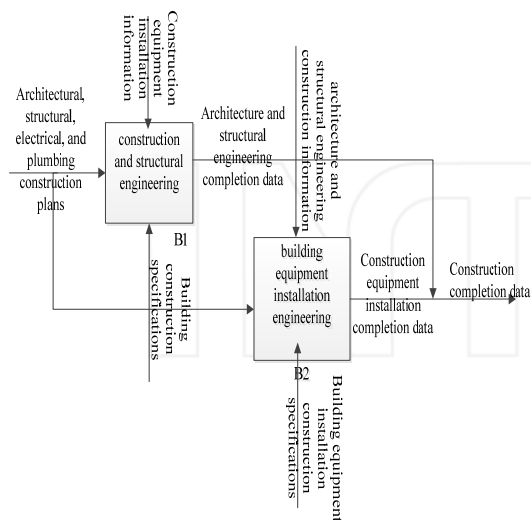 Construction
equipment
installation
information
Architectural,
structural,
electrical, and
plumbing
construction
plans
construction
and structural
engineering
B1
Architecture and
structural
engineering
completion data
architecture and
structural engineering
construction information
Building
construction
specifications
building
equipment
installation
engineering
B2
Construction
equipment
installation
completion data
Construction
completion data
Building equipment
installation
construction
specifications